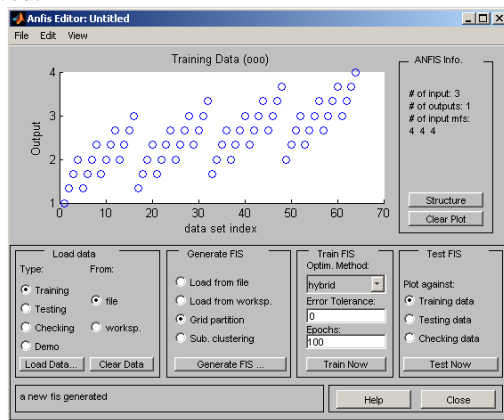 Anfis Editor: Untitled
File Edit View
Training Data (ooo)
4
3
2
1
Output
0 10 20 30 40 50 60 70
data set index
ANFIS Info.
# of input: 3
# of outputs: 1
# of input mfs:
4 4 4
Structure
Clear Plot
Load data
Type: From:
Training
Testing
Checking
Demo
file
worksp.
Load Data... Clear Data
Generate FIS
Load from file
Load from worksp.
Grid partition
Sub. clustering
Generate FIS ...
Train FIS
Optim. Method:
hybrid
Error Tolerance:
0
Epochs:
100
Train Now
Test FIS
Plot against:
Training data
Testing data
Checking data
Test Now
a new fis generated
Help Close